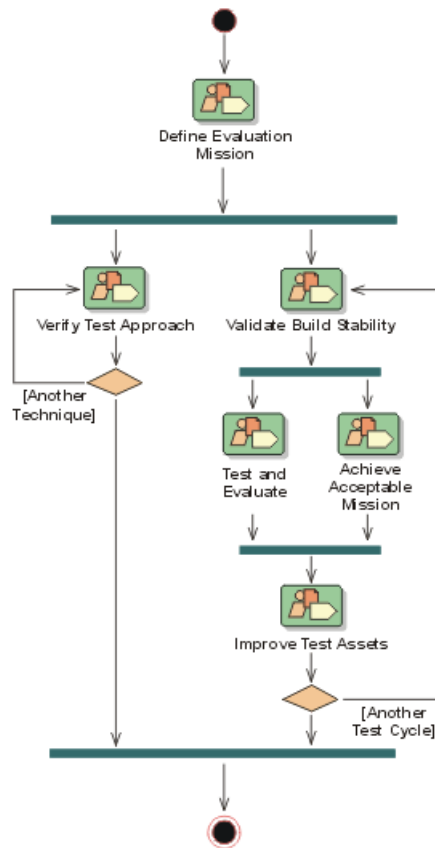 Define Evaluation
Mission
Verify Test Approach
Validate Build Stability
[Another
Technique]
Test and
Evaluate
Achieve
Acceptable
Mission
Improve Test Assets
[Another
Test Cycle]